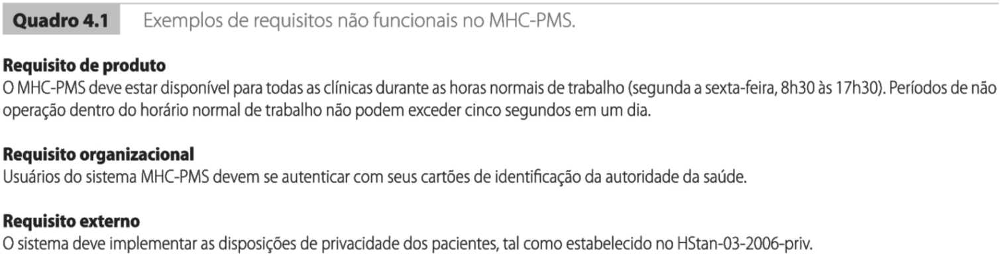 Quadro 4.1 Exemplos de requisitos não funcionais no MHC-PMS.
Requisito de produto
O MHC-PMS deve estar disponível para todas as clínicas durante as horas normais de trabalho (segunda a sexta-feira, 8h30 às 17h30). Períodos de não
operação dentro do horário normal de trabalho não podem exceder cinco segundos em um dia.
Requisito organizacional
Usuários do sistema MHC-PMS devem se autenticar com seus cartões de identificação da autoridade da saúde.
Requisito externo
O sistema deve implementar as disposições de privacidade dos pacientes, tal como estabelecido no HStan-03-2006-priv.